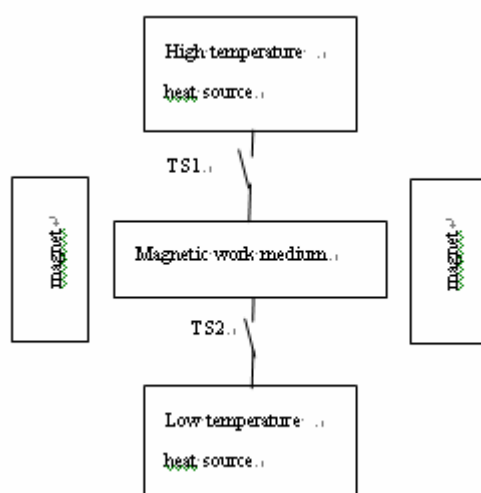 High temperature
heat source
TS1.
magnet
Magnetic work medium.
magnet
TS2.
Low temperature
heat source.